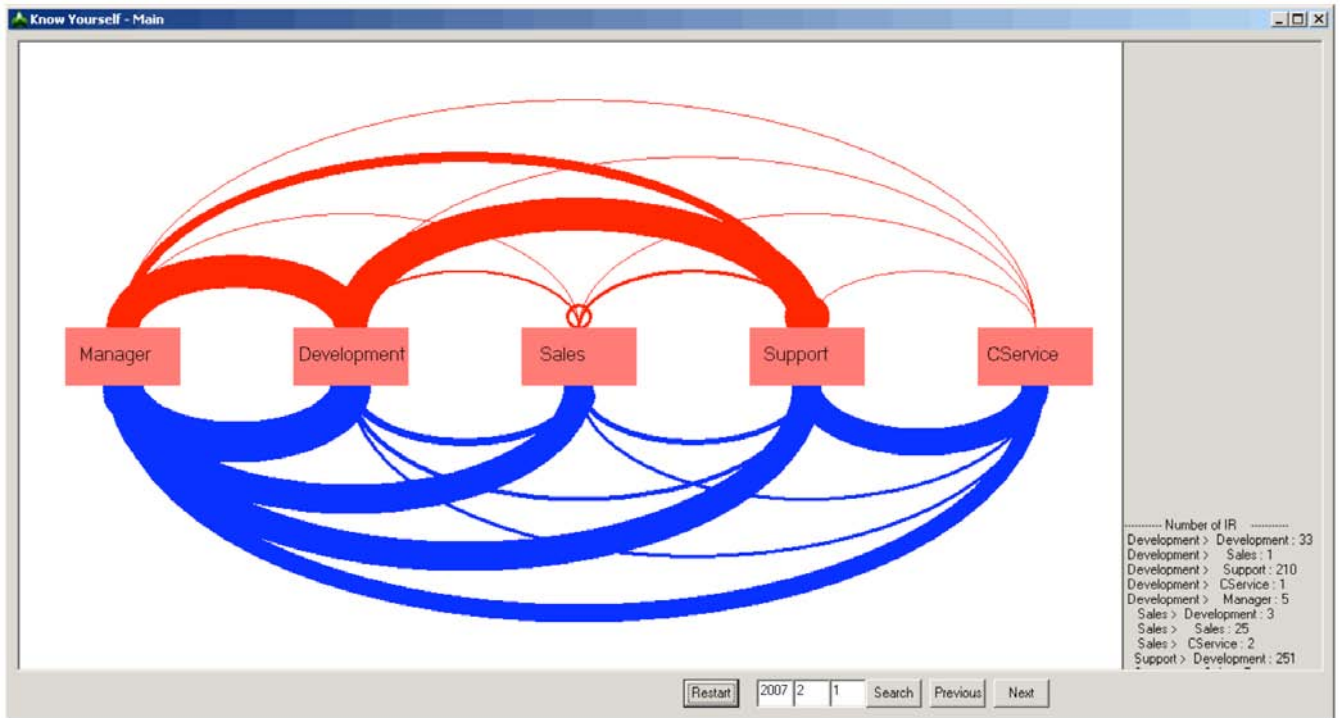 Know Yourself - Main
Manager
Development
Sales
Support
CService
---------- Number of IR ----------
Development > Development : 33
Development > Sales : 1
Development > Support : 210
Development > CService : 1
Development > Manager : 5
Sales > Development : 3
Sales > Sales : 25
Sales > CService : 2
Support > Development : 251
Restart 2007 2 1 Search Previous Next